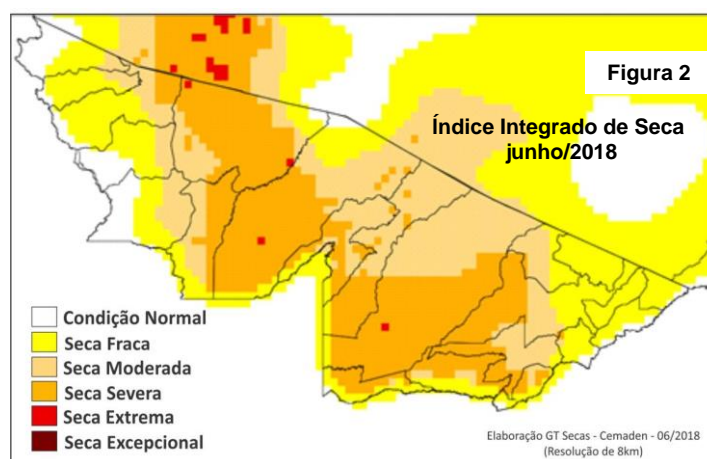 Figura 2
Índice Integrado de Seca
junho/2018
Condição Normal
Seca Fraca
Seca Moderada
Seca Severa
Seca Extrema
Seca Excepcional
Elaboração GT Secas - Cemaden - 06/2018
(Resolução de 8km)